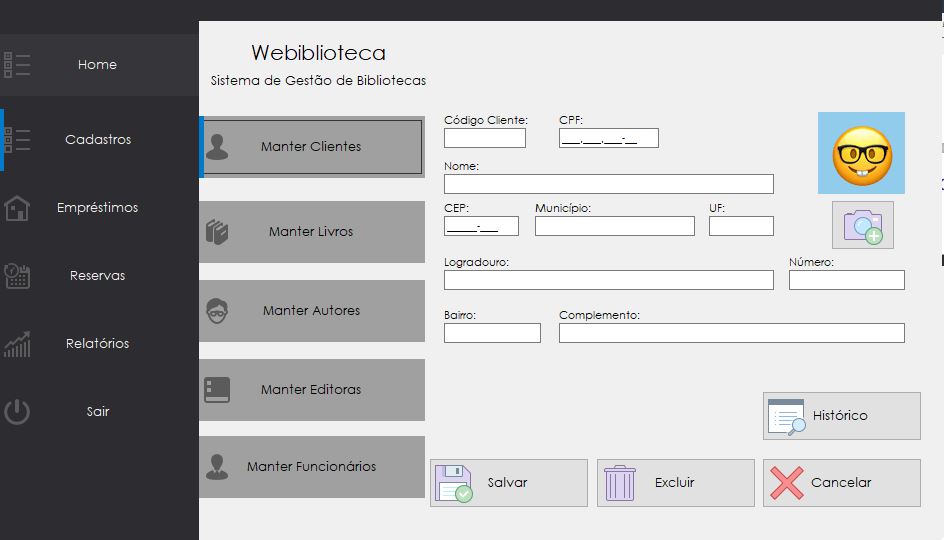 Webiblioteca
Sistema de Gestão de Bibliotecas
Home
Cadastros
Empréstimos
Reservas
Relatórios
Sair
Manter Clientes
Manter Livros
Manter Autores
Manter Editoras
Manter Funcionários
Código Cliente: CPF:
___.___.___-__
Nome:
CEP: Município: UF:
_____-___
Logradouro: Número:
Bairro: Complemento:
Histórico
Salvar Excluir Cancelar